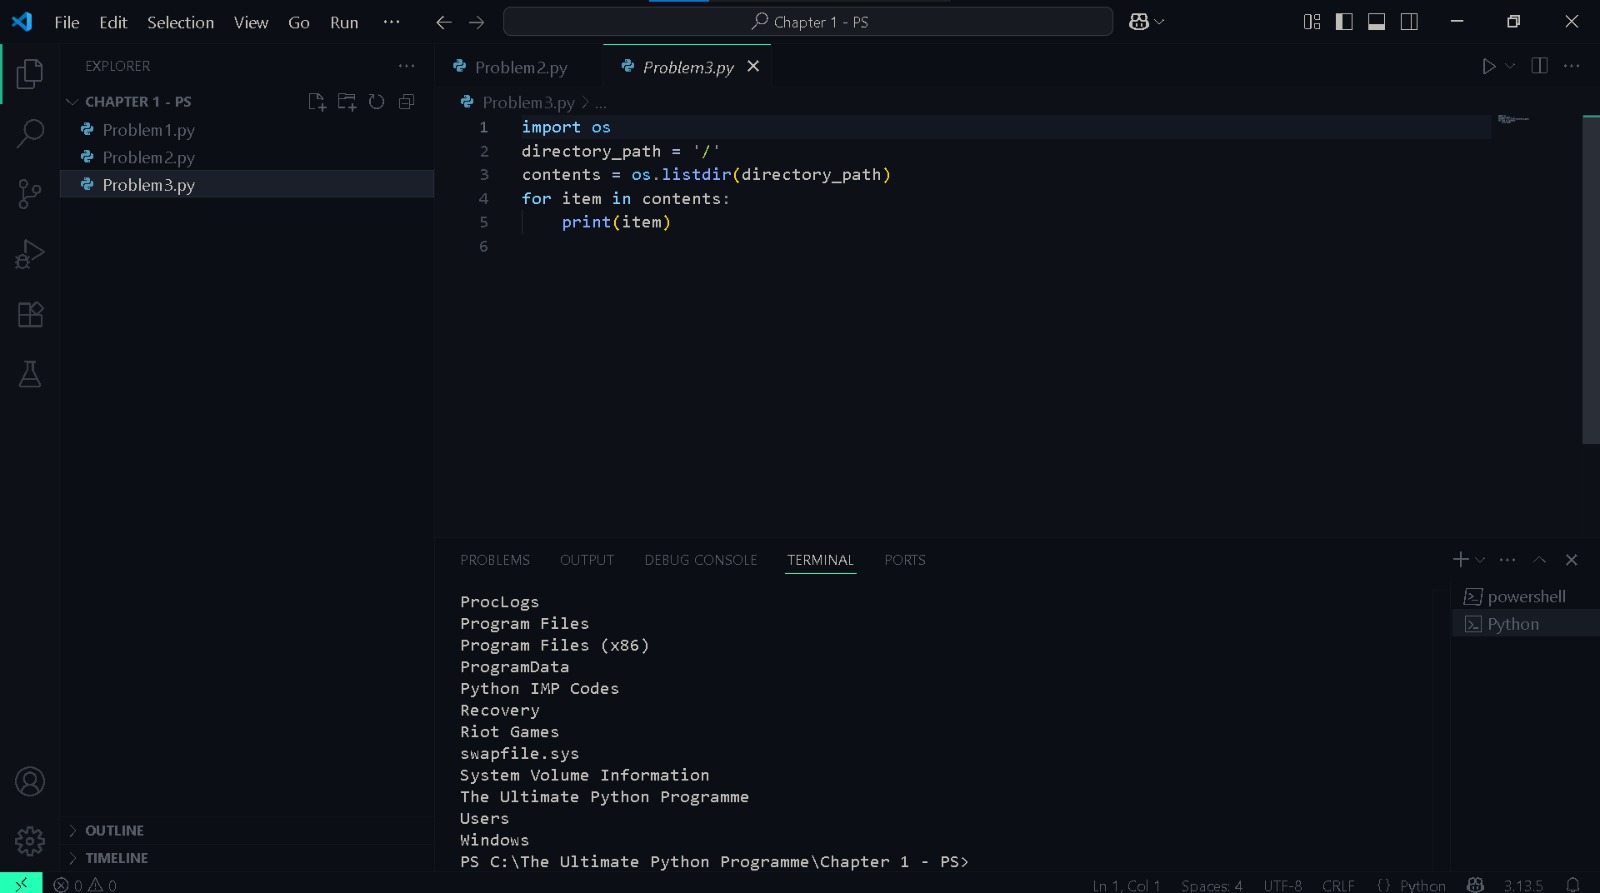 File Edit Selection View Go Run ··· Chapter 1 - PS
EXPLORER
CHAPTER 1 - PS
Problem1.py
Problem2.py
Problem3.py
OUTLINE
TIMELINE
Problem2.py Problem3.py
Problem3.py > ...
1 import os
2 directory_path = '/'
3 contents = os.listdir(directory_path)
4 for item in contents:
5     print(item)
6
PROBLEMS OUTPUT DEBUG CONSOLE TERMINAL PORTS
ProcLogs
Program Files
Program Files (x86)
ProgramData
Python IMP Codes
Recovery
Riot Games
swapfile.sys
System Volume Information
The Ultimate Python Programme
Users
Windows
PS C:\The Ultimate Python Programme\Chapter 1 - PS>
powershell
Python
0 0 Ln 1, Col 1 Spaces: 4 UTF-8 CRLF {} Python 3.13.5